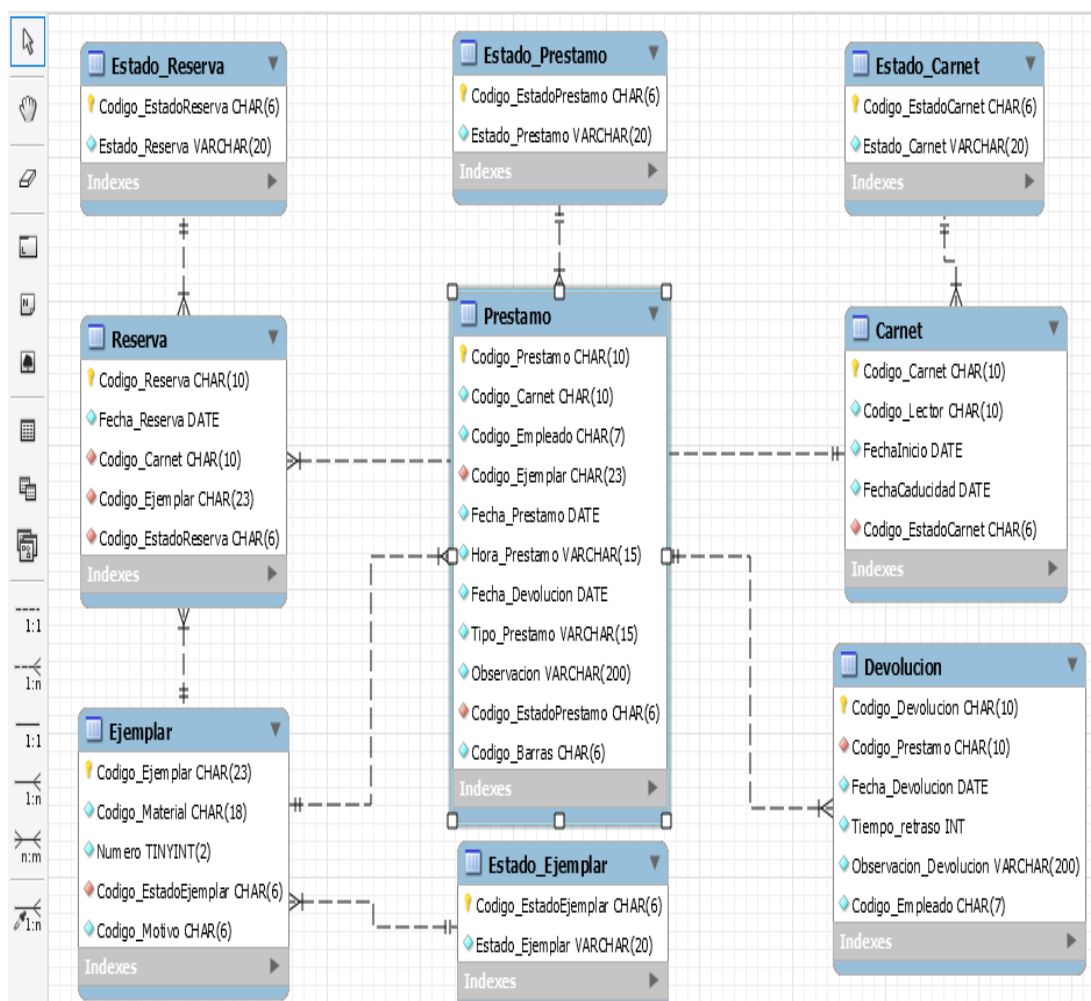 Estado_Reserva
Codigo_EstadoReserva CHAR(6)
Estado_Reserva VARCHAR(20)
Indexes
Estado_Prestamo
Codigo_EstadoPrestamo CHAR(6)
Estado_Prestamo VARCHAR(20)
Indexes
Estado_Carnet
Codigo_EstadoCarnet CHAR(6)
Estado_Carnet VARCHAR(20)
Indexes
Reserva
Codigo_Reserva CHAR(10)
Fecha_Reserva DATE
Codigo_Carnet CHAR(10)
Codigo_Ejemplar CHAR(23)
Codigo_EstadoReserva CHAR(6)
Indexes
Prestamo
Codigo_Prestamo CHAR(10)
Codigo_Carnet CHAR(10)
Codigo_Empleado CHAR(7)
Codigo_Ejemplar CHAR(23)
Fecha_Prestamo DATE
Hora_Prestamo VARCHAR(15)
Fecha_Devolucion DATE
Tipo_Prestamo VARCHAR(15)
Observación VARCHAR(200)
Codigo_EstadoPrestamo CHAR(6)
Codigo_Barras CHAR(6)
Indexes
Carnet
Codigo_Carnet CHAR(10)
Codigo_Lector CHAR(10)
FechaInicio DATE
FechaCaducidad DATE
Codigo_EstadoCarnet CHAR(6)
Indexes
Ejemplar
Codigo_Ejemplar CHAR(23)
Codigo_Material CHAR(18)
Numero TINYINT(2)
Codigo_EstadoEjemplar CHAR(6)
Codigo_Motivo CHAR(6)
Indexes
Estado_Ejemplar
Codigo_EstadoEjemplar CHAR(6)
Estado_Ejemplar VARCHAR(20)
Indexes
Devolucion
Codigo_Devolucion CHAR(10)
Codigo_Prestamo CHAR(10)
Fecha_Devolucion DATE
Tiempo_retraso INT
Observacion_Devolucion VARCHAR(200)
Codigo_Empleado CHAR(7)
Indexes
1:1
1:n
1:1
1:n
n:m
1:n